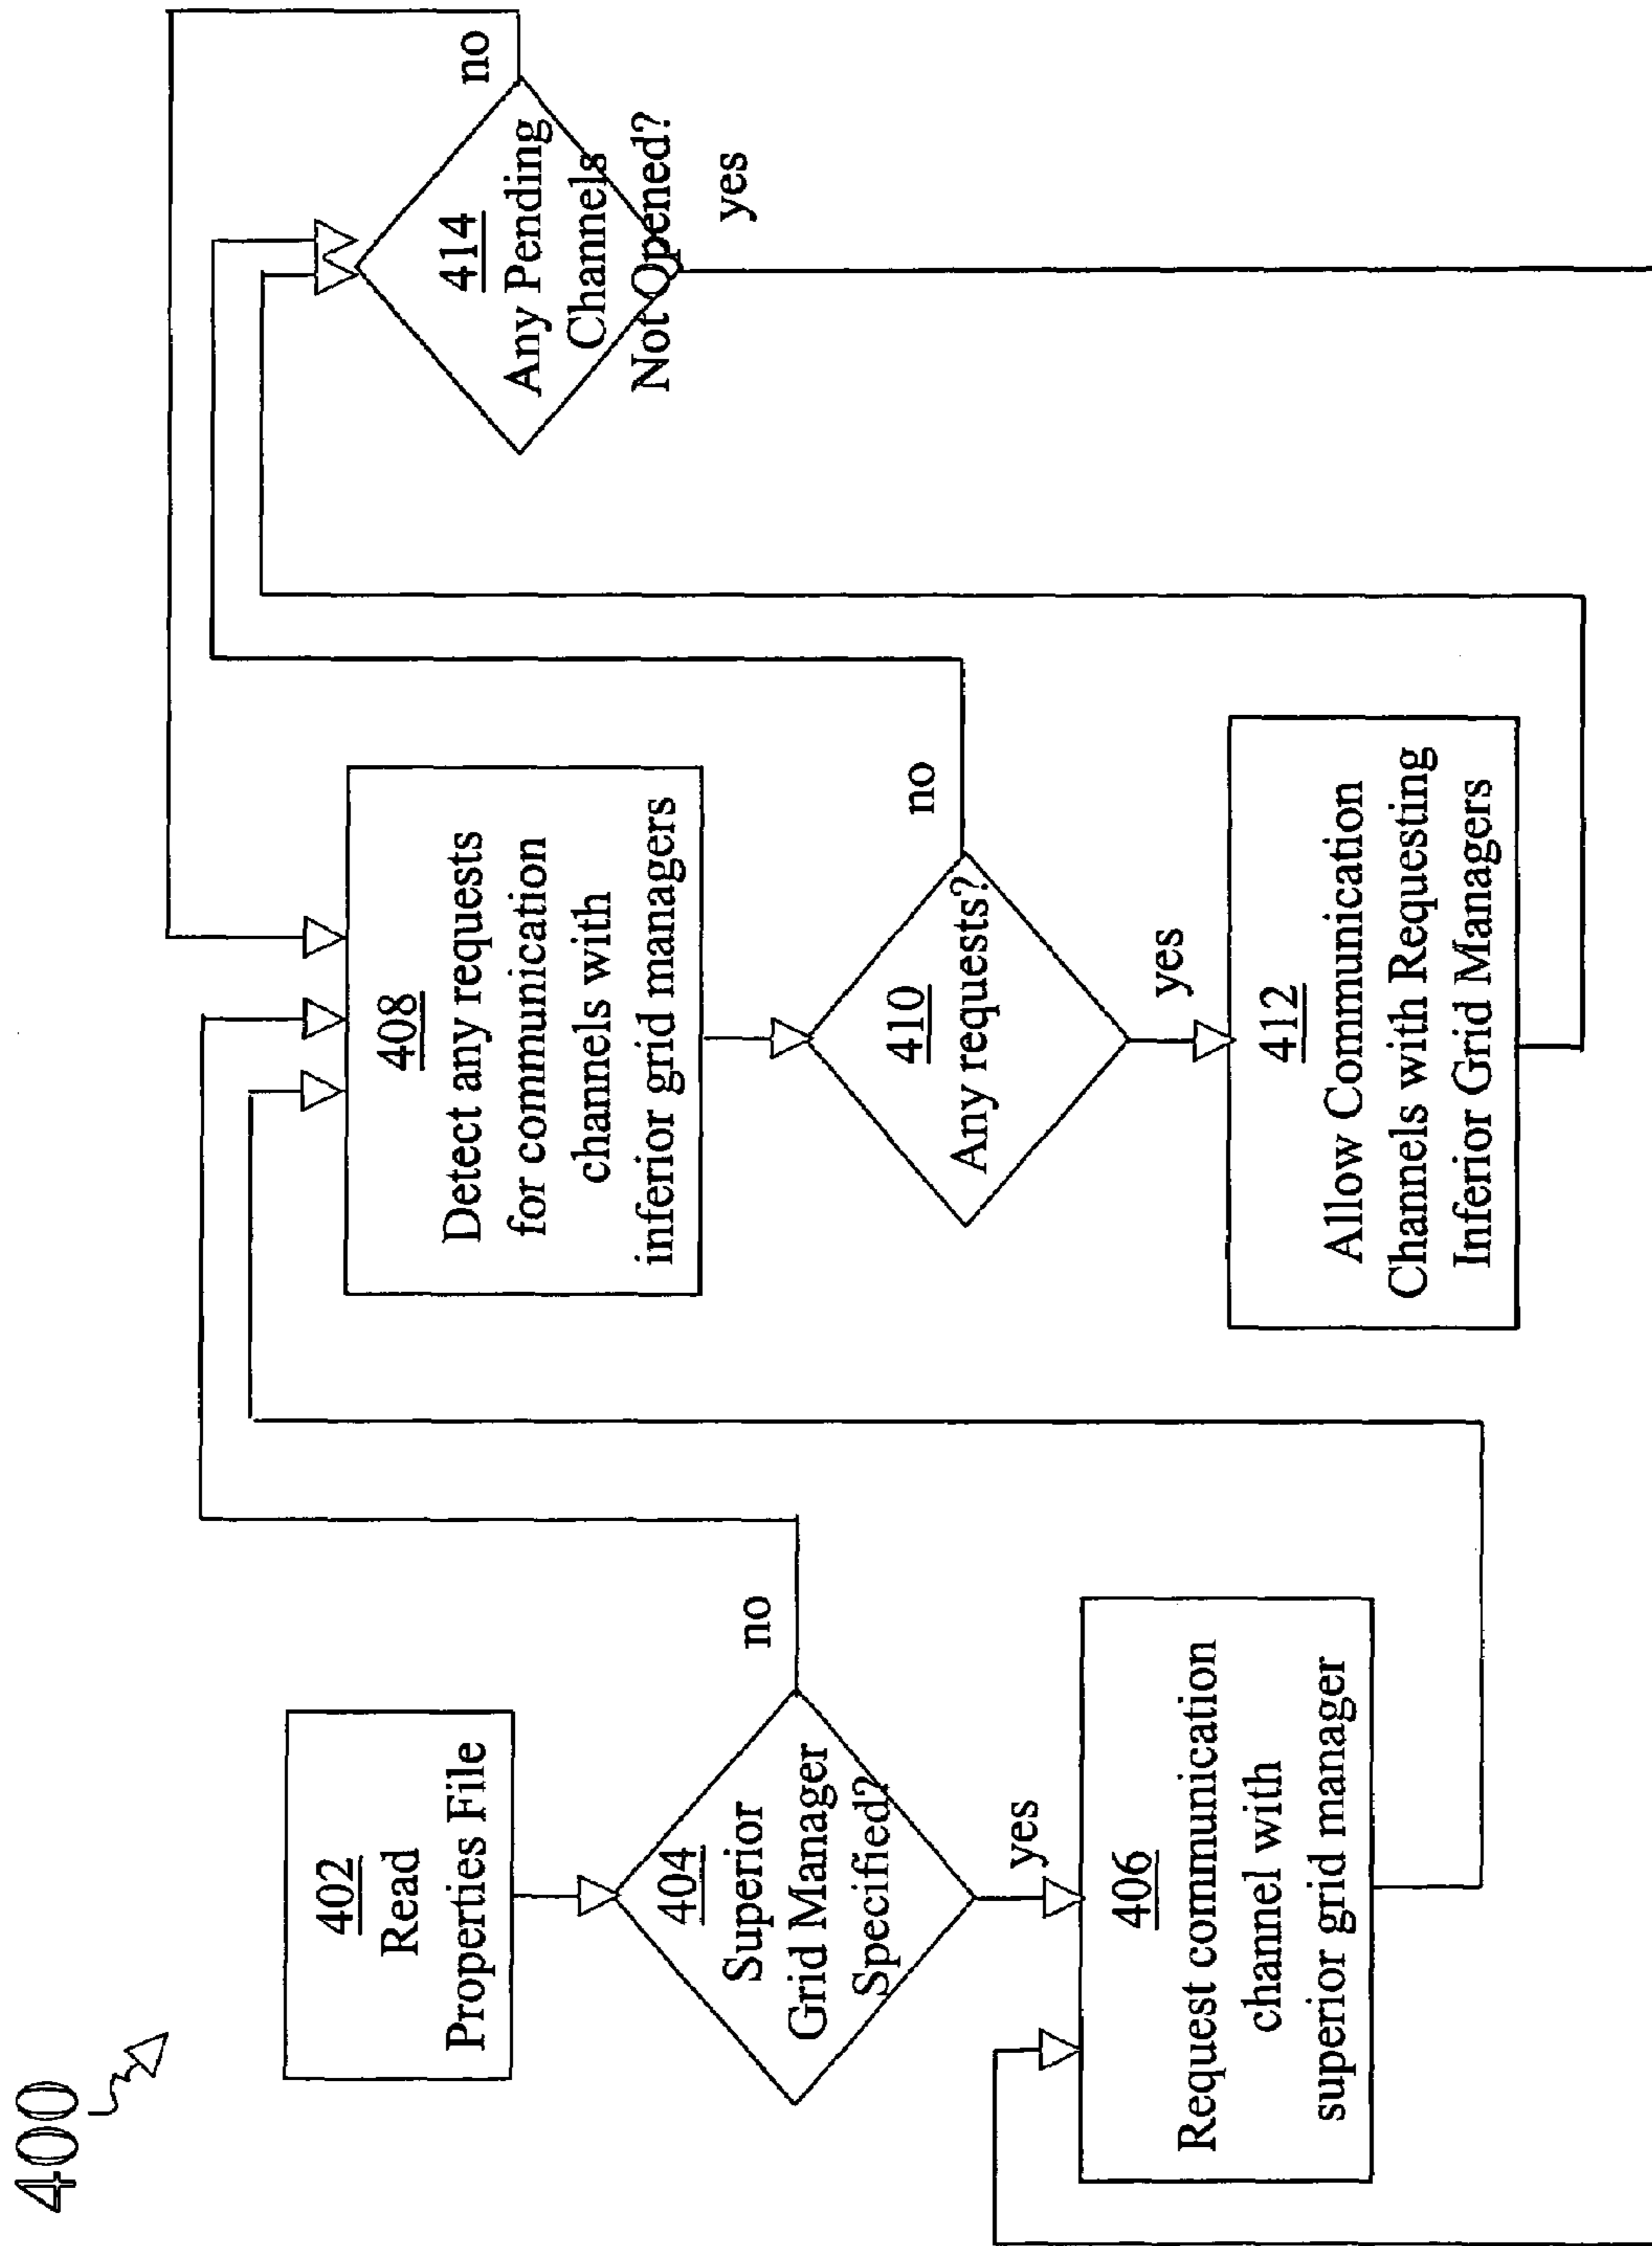 400
402
Read
Properties File
404
Superior
Grid Manager
Specified?
no
yes
406
Request communication
channel with
superior grid manager
408
Detect any requests
for communication
channels with
inferior grid managers
410
Any requests?
no
yes
412
Allow Communication
Channels with Requesting
Inferior Grid Managers
414
Any Pending
Channels
Not Opened?
no
yes